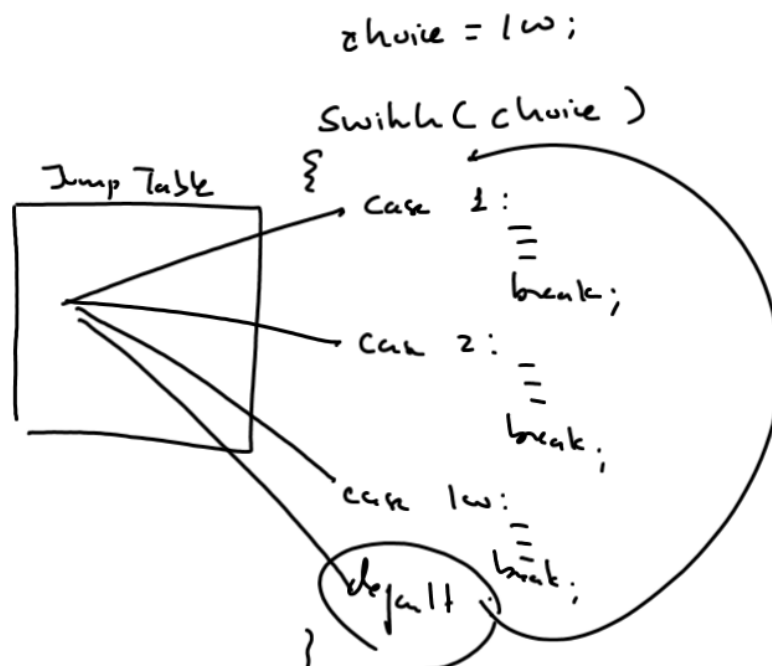 choice = 100;
switch ( choice )
{
Jump Table
case 1 :
break;
case 2 :
break;
case 100 :
break;
default :
}